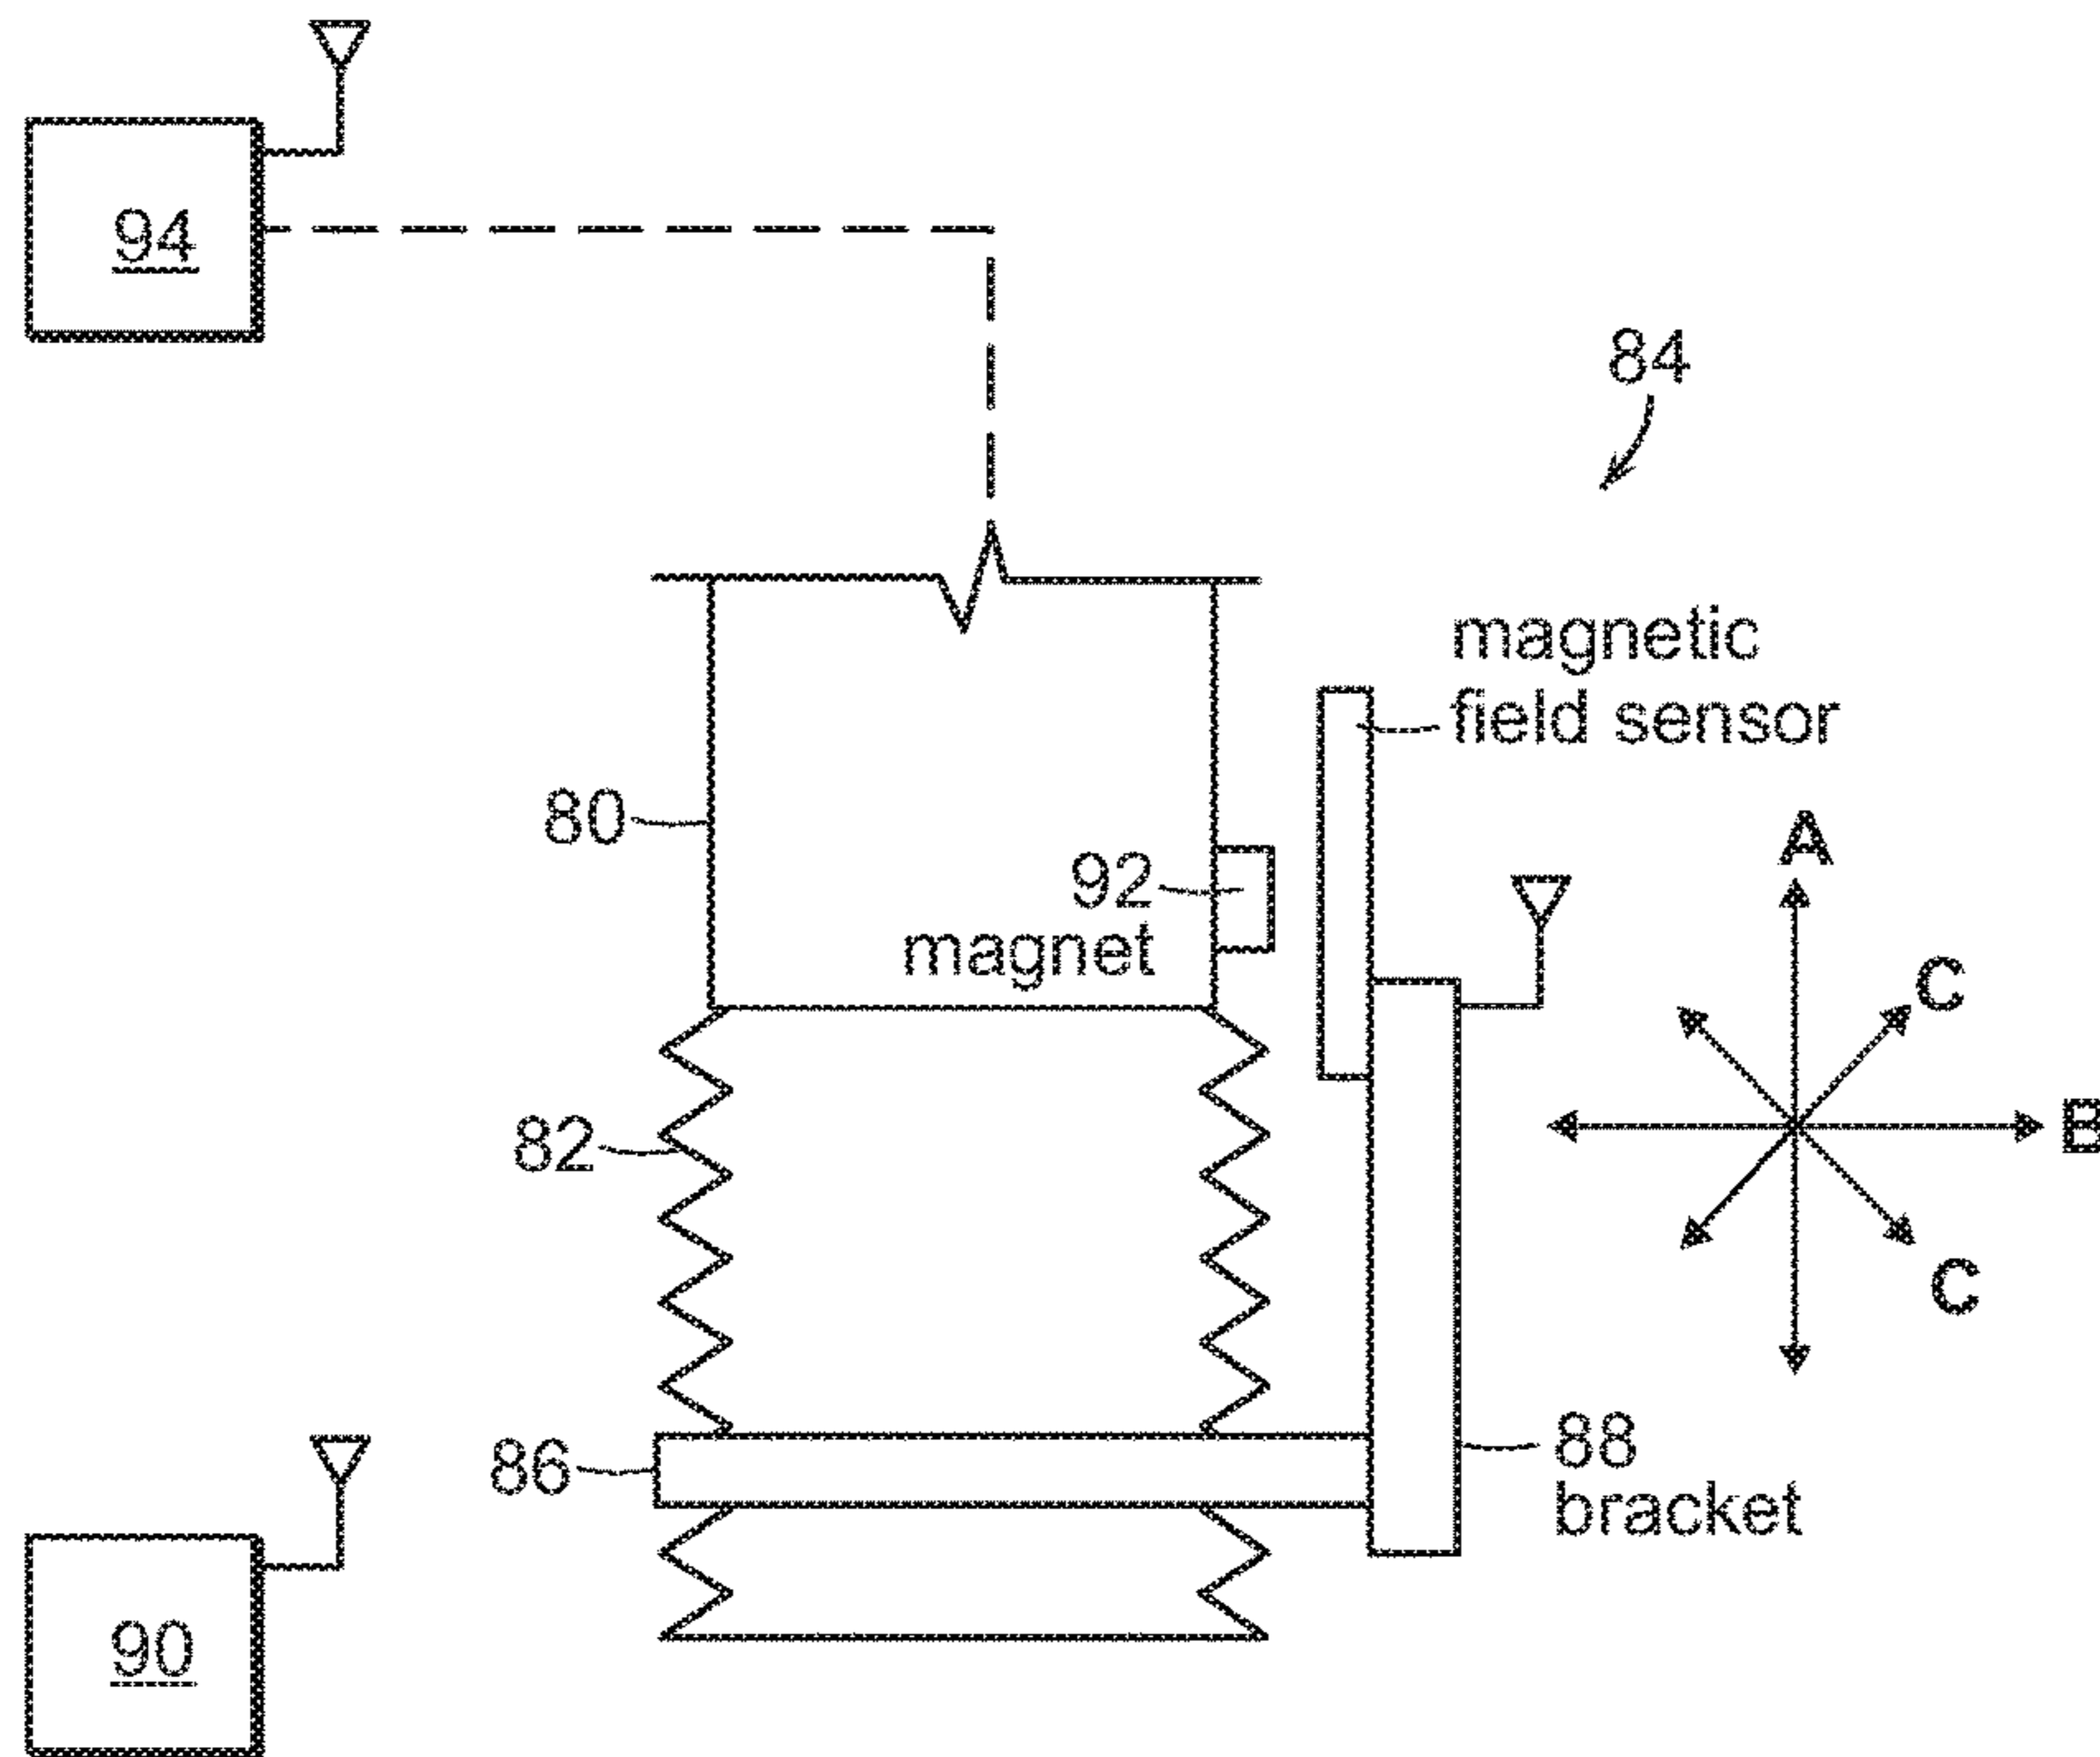 94
84
magnetic
field sensor
80
A
92
magnet
C
82
B
C
86
88
bracket
90